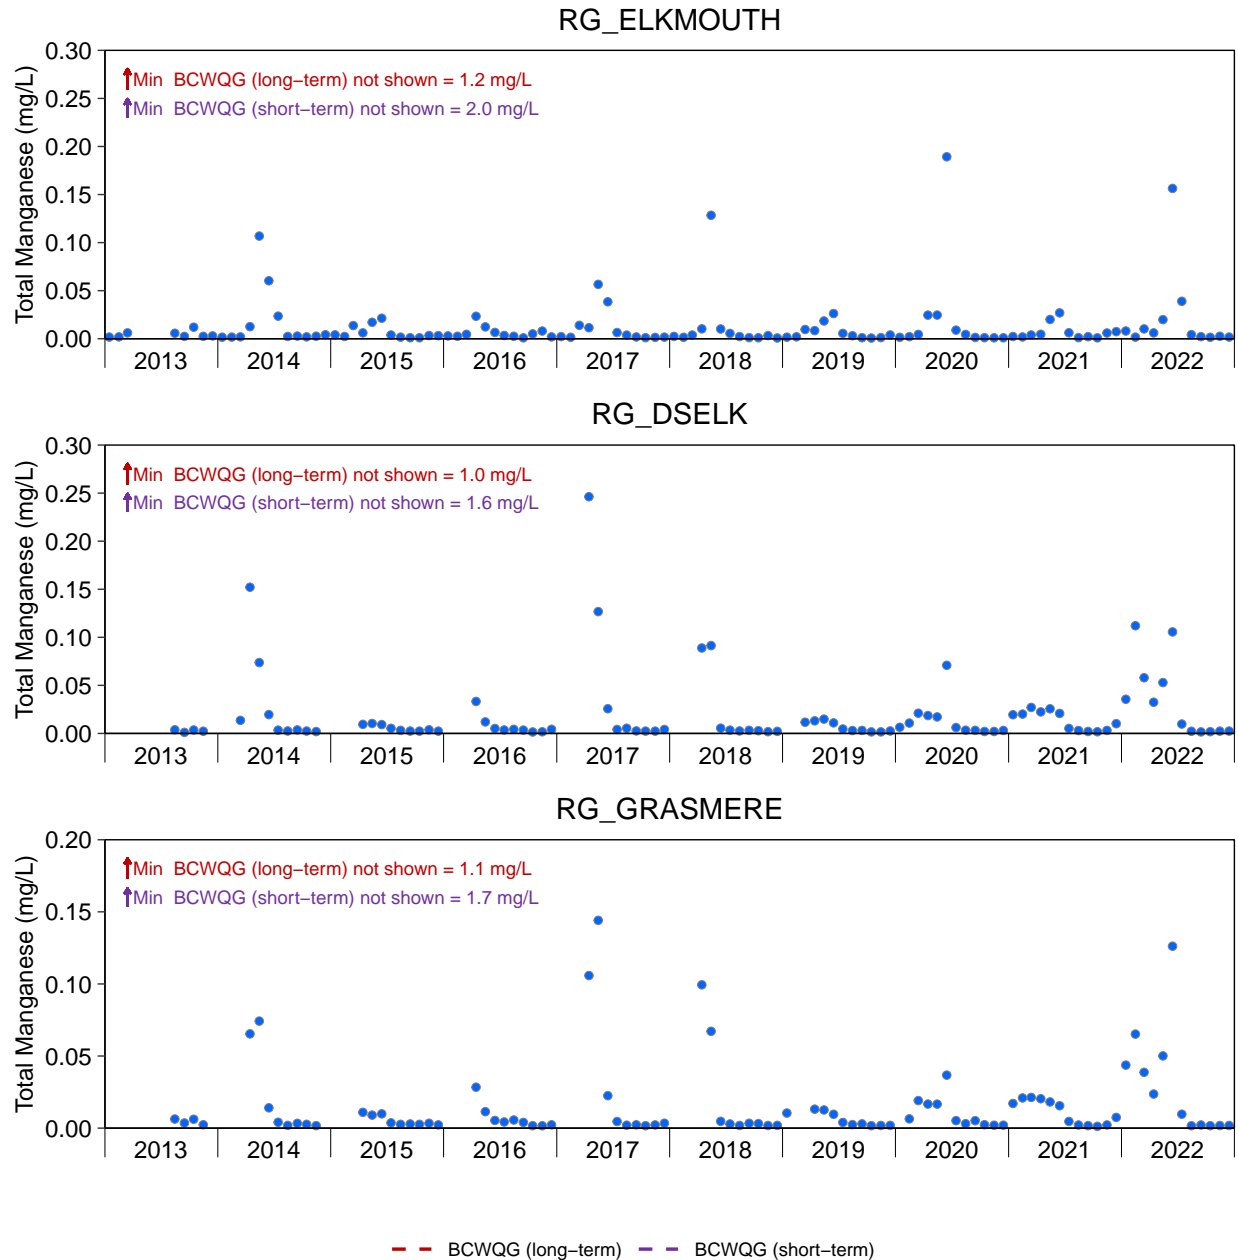 RG_ELKMOUTH
Total Manganese (mg/L)
0.30
0.25
0.20
0.15
0.10
0.05
0.00
Min BCWQG (long−term) not shown = 1.2 mg/L
Min BCWQG (short−term) not shown = 2.0 mg/L
2013 2014 2015 2016 2017 2018 2019 2020 2021 2022
RG_DSELK
Total Manganese (mg/L)
0.30
0.25
0.20
0.15
0.10
0.05
0.00
Min BCWQG (long−term) not shown = 1.0 mg/L
Min BCWQG (short−term) not shown = 1.6 mg/L
2013 2014 2015 2016 2017 2018 2019 2020 2021 2022
RG_GRASMERE
Total Manganese (mg/L)
0.20
0.15
0.10
0.05
0.00
Min BCWQG (long−term) not shown = 1.1 mg/L
Min BCWQG (short−term) not shown = 1.7 mg/L
2013 2014 2015 2016 2017 2018 2019 2020 2021 2022
BCWQG (long−term) BCWQG (short−term)